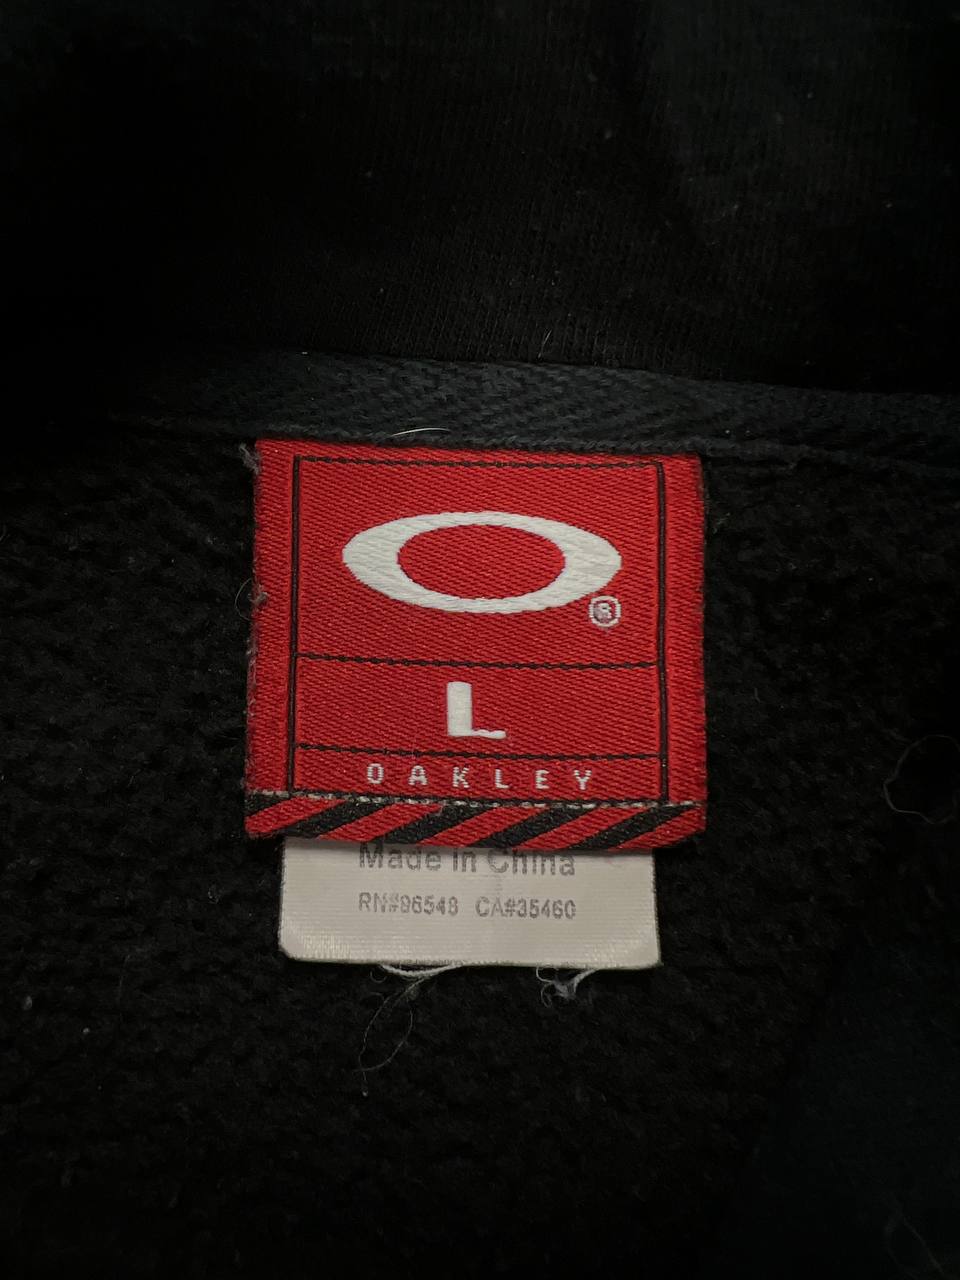 ®
L
OAKLEY
Made in China
RN#96548 CA#35460